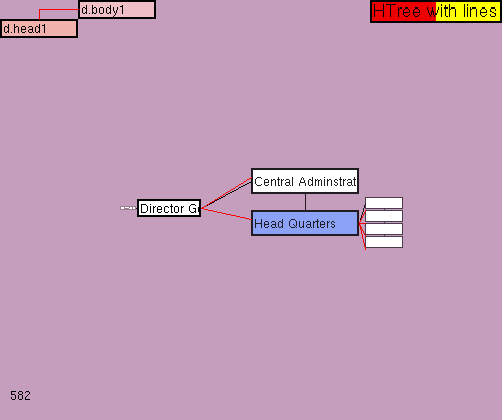 d.body1
HTree with lines
d.head1
Central Adminstrat
Director G
Head Quarters
582